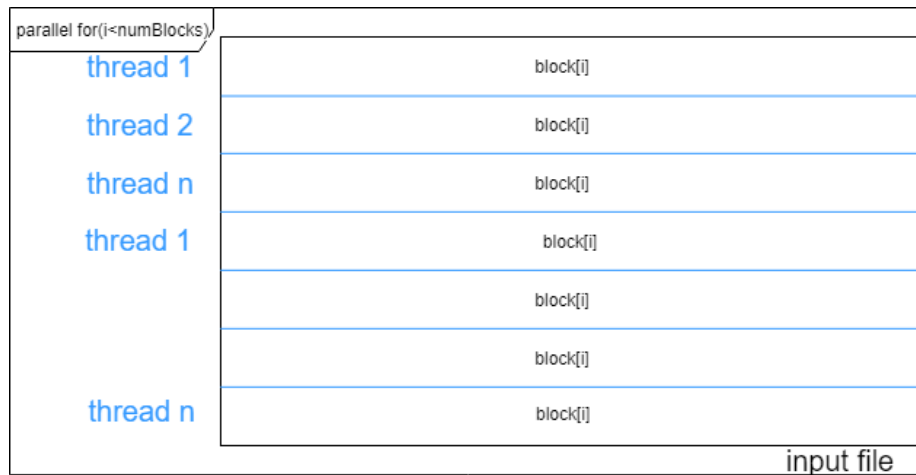 parallel for(i<numBlocks)
thread 1
block[i]
thread 2
block[i]
thread n
block[i]
thread 1
block[i]
block[i]
block[i]
thread n
block[i]
input file